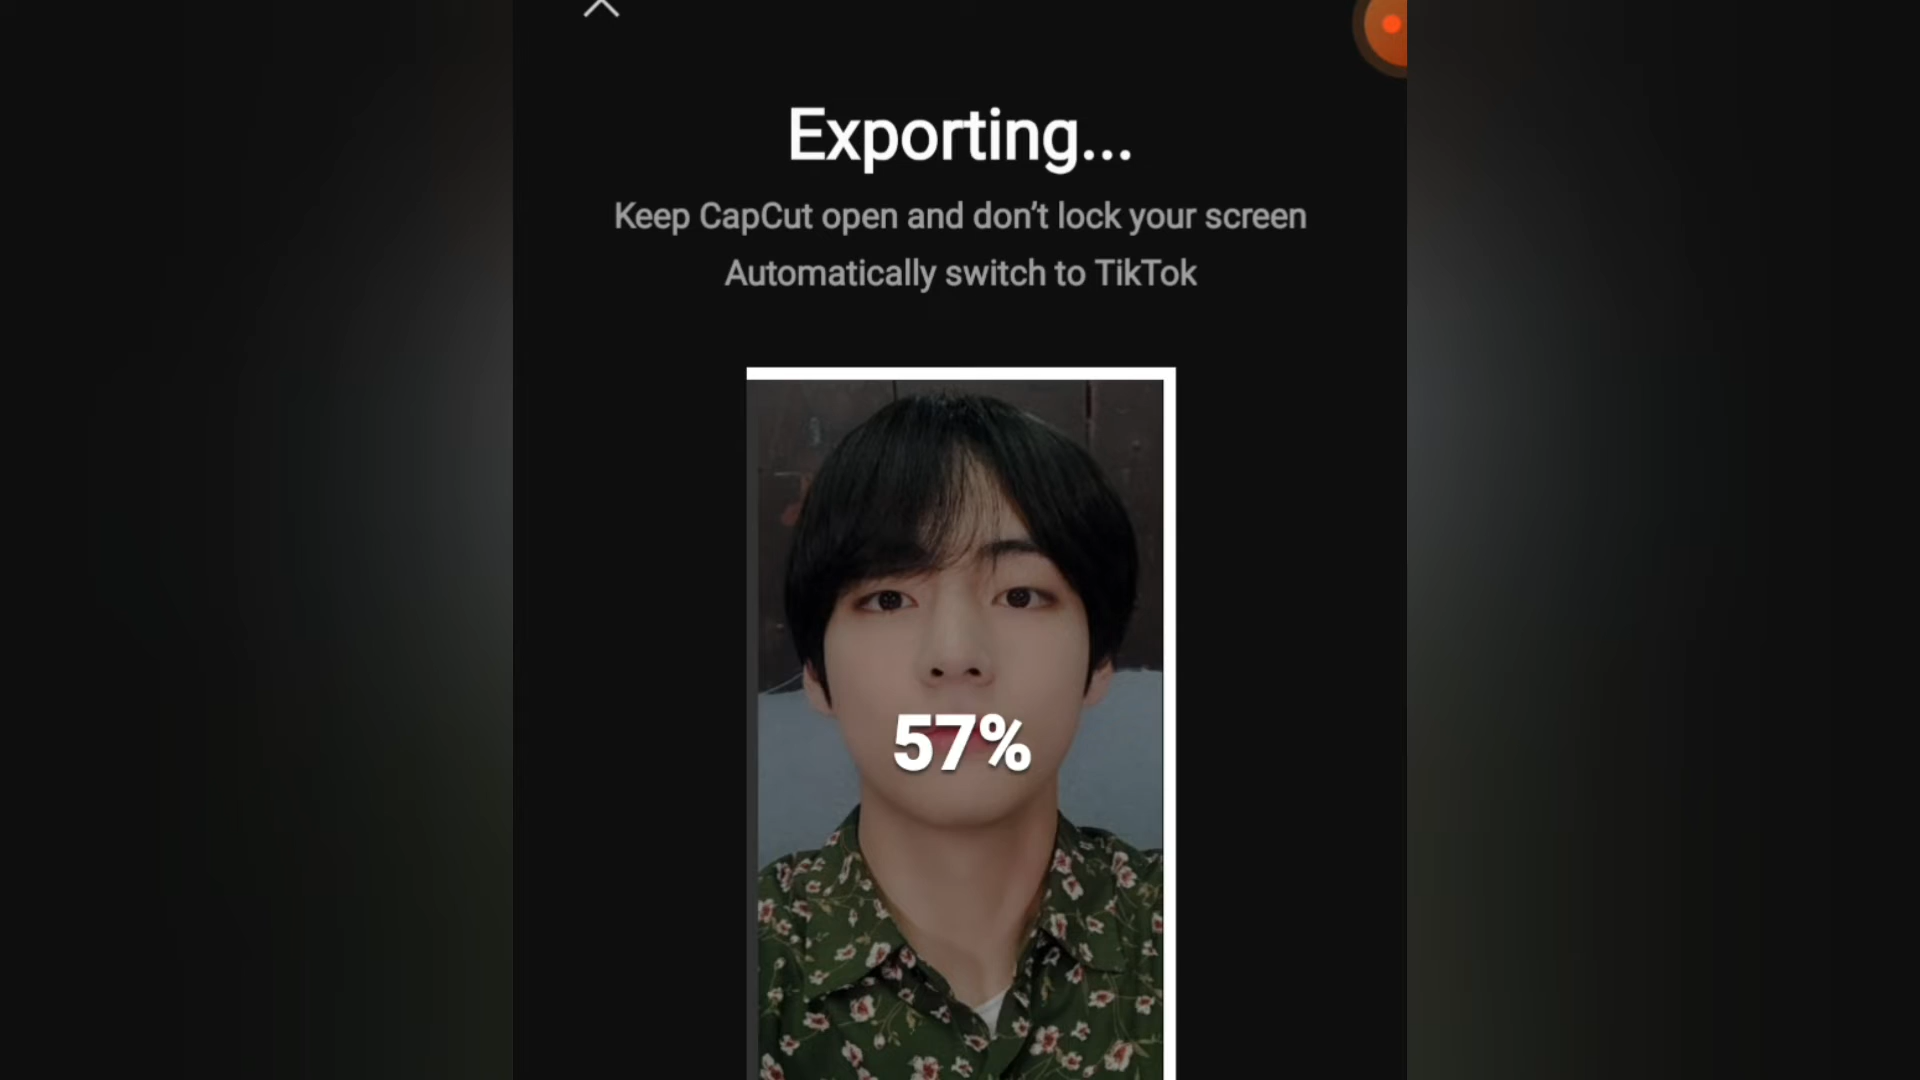 Exporting...
Keep CapCut open and don't lock your screen
Automatically switch to TikTok
57%